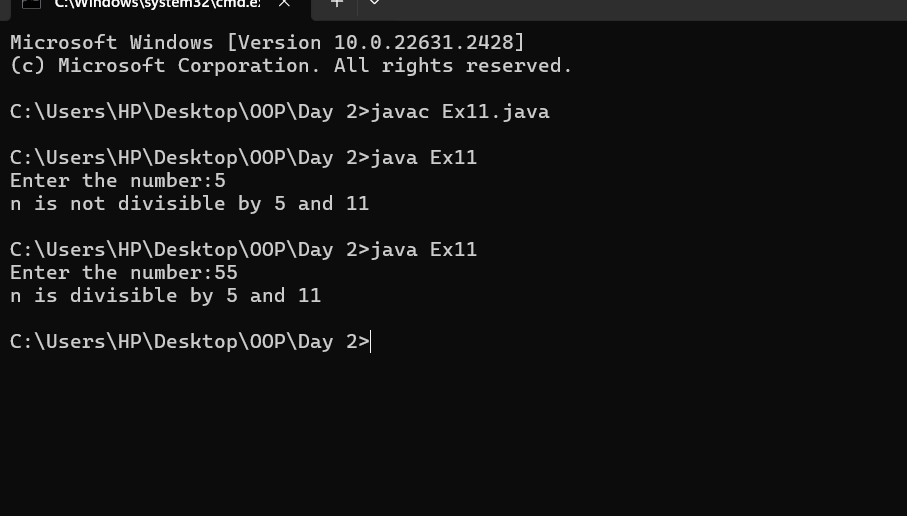 C:\Windows\system32\cmd.e
Microsoft Windows [Version 10.0.22631.2428]
(c) Microsoft Corporation. All rights reserved.
C:\Users\HP\Desktop\OOP\Day 2>javac Ex11.java
C:\Users\HP\Desktop\OOP\Day 2>java Ex11
Enter the number:5
n is not divisible by 5 and 11
C:\Users\HP\Desktop\OOP\Day 2>java Ex11
Enter the number:55
n is divisible by 5 and 11
C:\Users\HP\Desktop\OOP\Day 2>